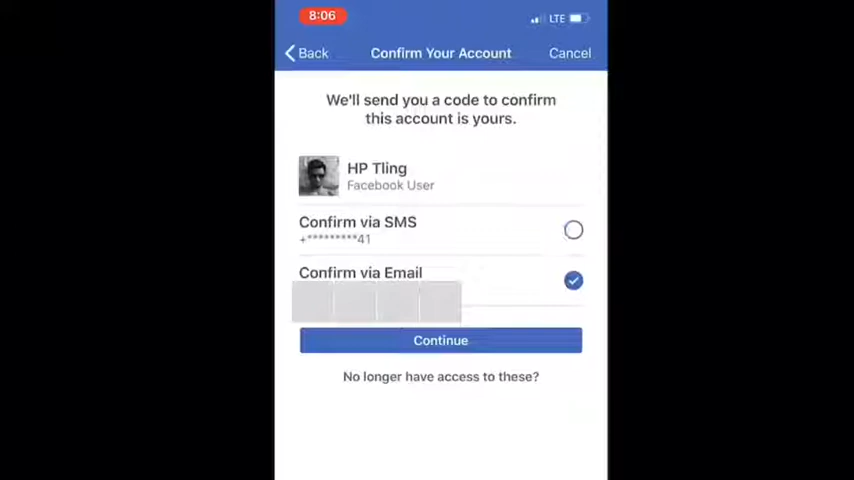 8:06
LTE
Back
Confirm Your Account
Cancel
We'll send you a code to confirm
this account is yours.
HP Tling
Facebook User
Confirm via SMS
+*********41
Confirm via Email
Continue
No longer have access to these?